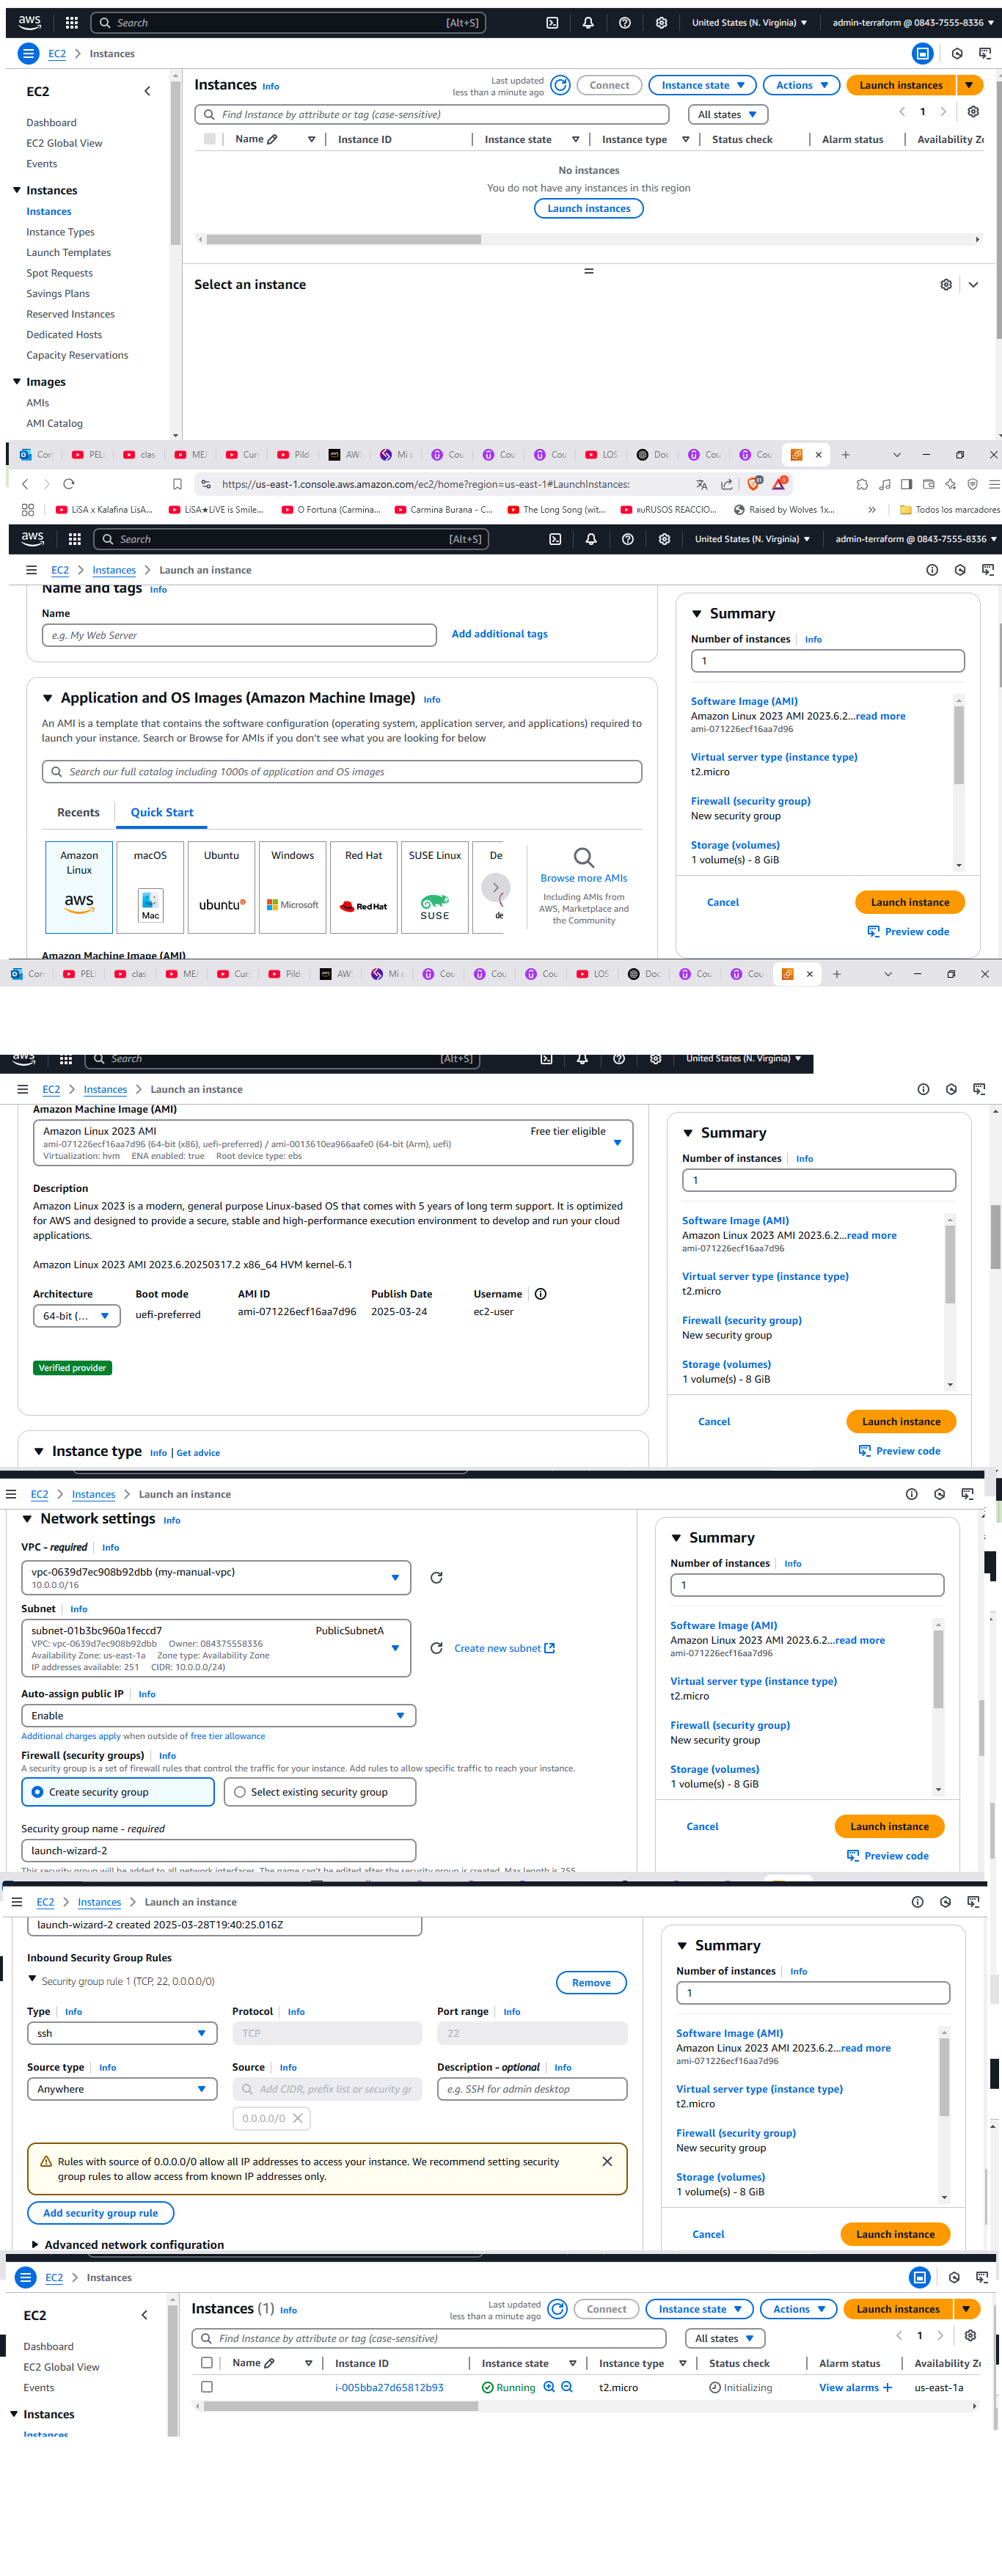 aws Search [Alt+S] United States (N. Virginia) admin-terraform @ 0843-7555-8336
EC2 Instances
EC2
Dashboard
EC2 Global View
Events
Instances
Instances
Instance Types
Launch Templates
Spot Requests
Savings Plans
Reserved Instances
Dedicated Hosts
Capacity Reservations
Images
AMIs
AMI Catalog
Instances Info
Last updated
less than a minute ago
Connect Instance state Actions Launch instances
Find Instance by attribute or tag (case-sensitive) All states 1
Name Instance ID Instance state Instance type Status check Alarm status Availability Z
No instances
You do not have any instances in this region
Launch instances
Select an instance
Con PELI clas MEJ Cur Pild AW Mi c Cou Cou Cou LOS Doc Cou Cou
https://us-east-1.console.aws.amazon.com/ec2/home?region=us-east-1#LaunchInstances:
LiSA x Kalafina LisA... LiSA★LiVE is Smile... O Fortuna (Carmina... Carmina Burana - C... The Long Song (wit... ʀᴜRUSOS REACCIO... Raised by Wolves 1x... » Todos los marcadores
aws Search [Alt+S] United States (N. Virginia) admin-terraform @ 0843-7555-8336
EC2 Instances Launch an instance
Name and tags Info
Name
e.g. My Web Server Add additional tags
Application and OS Images (Amazon Machine Image) Info
An AMI is a template that contains the software configuration (operating system, application server, and applications) required to
launch your instance. Search or Browse for AMIs if you don't see what you are looking for below
Search our full catalog including 1000s of application and OS images
Recents Quick Start
Amazon
Linux
aws
macOS
Mac
Ubuntu
ubuntu®
Windows
Microsoft
Red Hat
Red Hat
SUSE Linux
SUSE
De
de
Browse more AMIs
Including AMIs from
AWS, Marketplace and
the Community
Amazon Machine Image (AMI)
Summary
Number of instances Info
1
Software Image (AMI)
Amazon Linux 2023 AMI 2023.6.2...read more
ami-071226ecf16aa7d96
Virtual server type (instance type)
t2.micro
Firewall (security group)
New security group
Storage (volumes)
1 volume(s) - 8 GiB
Cancel Launch instance
Preview code
Con PELI clas MEJ Cur Pild AW: Mi c Cou Cou Cou LOS Doc Cou Cou
aws Search [Alt+S] United States (N. Virginia)
EC2 Instances Launch an instance
Amazon Machine Image (AMI)
Amazon Linux 2023 AMI Free tier eligible
ami-071226ecf16aa7d96 (64-bit (x86), uefi-preferred) / ami-0013610ea966aafe0 (64-bit (Arm), uefi)
Virtualization: hvm ENA enabled: true Root device type: ebs
Description
Amazon Linux 2023 is a modern, general purpose Linux-based OS that comes with 5 years of long term support. It is optimized
for AWS and designed to provide a secure, stable and high-performance execution environment to develop and run your cloud
applications.
Amazon Linux 2023 AMI 2023.6.20250317.2 x86_64 HVM kernel-6.1
Architecture Boot mode AMI ID Publish Date Username
64-bit (... uefi-preferred ami-071226ecf16aa7d96 2025-03-24 ec2-user
Verified provider
Instance type Info | Get advice
Summary
Number of instances Info
1
Software Image (AMI)
Amazon Linux 2023 AMI 2023.6.2...read more
ami-071226ecf16aa7d96
Virtual server type (instance type)
t2.micro
Firewall (security group)
New security group
Storage (volumes)
1 volume(s) - 8 GiB
Cancel Launch instance
Preview code
EC2 Instances Launch an instance
Network settings Info
VPC - required Info
vpc-0639d7ec908b92dbb (my-manual-vpc)
10.0.0.0/16
Subnet Info
subnet-01b3bc960a1feccd7 PublicSubnetA
VPC: vpc-0639d7ec908b92dbb Owner: 084375558336
Availability Zone: us-east-1a Zone type: Availability Zone
IP addresses available: 251 CIDR: 10.0.0.0/24)
Create new subnet
Auto-assign public IP Info
Enable
Additional charges apply when outside of free tier allowance
Firewall (security groups) Info
A security group is a set of firewall rules that control the traffic for your instance. Add rules to allow specific traffic to reach your instance.
Create security group Select existing security group
Security group name - required
launch-wizard-2
This security group will be added to all network interfaces. The name can't be edited after the security group is created. Max length is 255
Summary
Number of instances Info
1
Software Image (AMI)
Amazon Linux 2023 AMI 2023.6.2...read more
ami-071226ecf16aa7d96
Virtual server type (instance type)
t2.micro
Firewall (security group)
New security group
Storage (volumes)
1 volume(s) - 8 GiB
Cancel Launch instance
Preview code
EC2 Instances Launch an instance
launch-wizard-2 created 2025-03-28T19:40:25.016Z
Inbound Security Group Rules
Security group rule 1 (TCP, 22, 0.0.0.0/0) Remove
Type Info Protocol Info Port range Info
ssh TCP 22
Source type Info Source Info Description - optional Info
Anywhere Add CIDR, prefix list or security gr e.g. SSH for admin desktop
0.0.0.0/0
Rules with source of 0.0.0.0/0 allow all IP addresses to access your instance. We recommend setting security
group rules to allow access from known IP addresses only.
Add security group rule
Advanced network configuration
Summary
Number of instances Info
1
Software Image (AMI)
Amazon Linux 2023 AMI 2023.6.2...read more
ami-071226ecf16aa7d96
Virtual server type (instance type)
t2.micro
Firewall (security group)
New security group
Storage (volumes)
1 volume(s) - 8 GiB
Cancel Launch instance
EC2 Instances
EC2
Dashboard
EC2 Global View
Events
Instances
Instances
Instances (1) Info
Last updated
less than a minute ago
Connect Instance state Actions Launch instances
Find Instance by attribute or tag (case-sensitive) All states 1
Name Instance ID Instance state Instance type Status check Alarm status Availability Z
i-005bba27d65812b93 Running t2.micro Initializing View alarms + us-east-1a